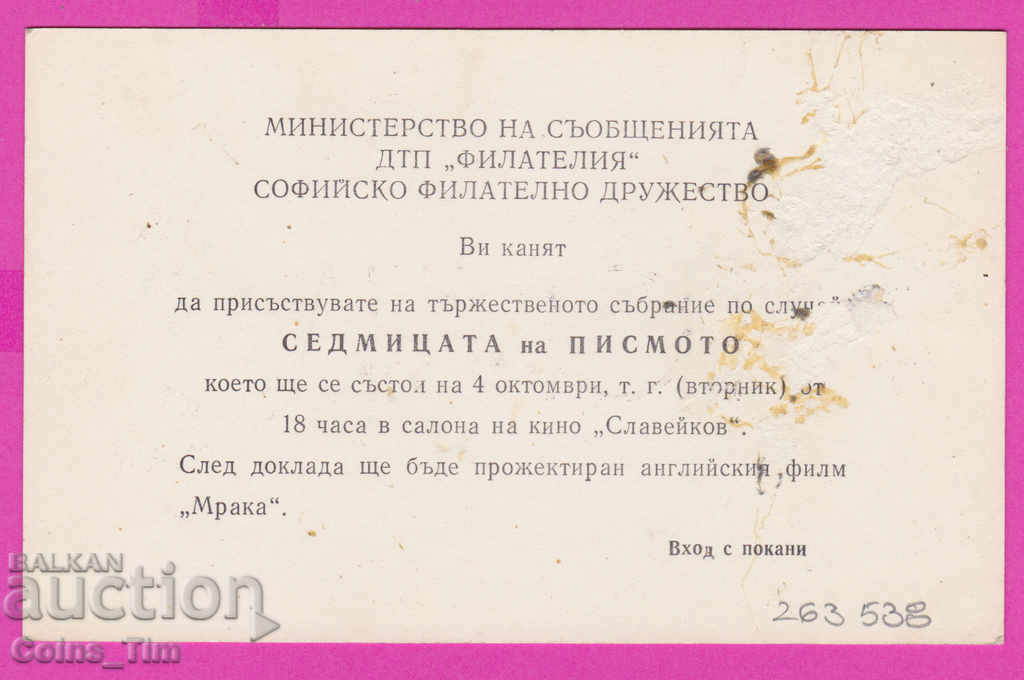 МИНИСТЕРСТВО НА СЪОБЩЕНИЯТА
ДТП „ФИЛАТЕЛИЯ“
СОФИЙСКО ФИЛАТЕЛНО ДРУЖЕСТВО
Ви канят
да присъствувате на тържественото събрание по случай
СЕДМИЦАТА на ПИСМОТО
което ще се състои на 4 октомври, т. г. (вторник) от
18 часа в салона на кино „Славейков“.
След доклада ще бъде прожектиран английския филм
„Мрака“.
Вход с покани
263 538
BALKAN
auction
Coins_Tim